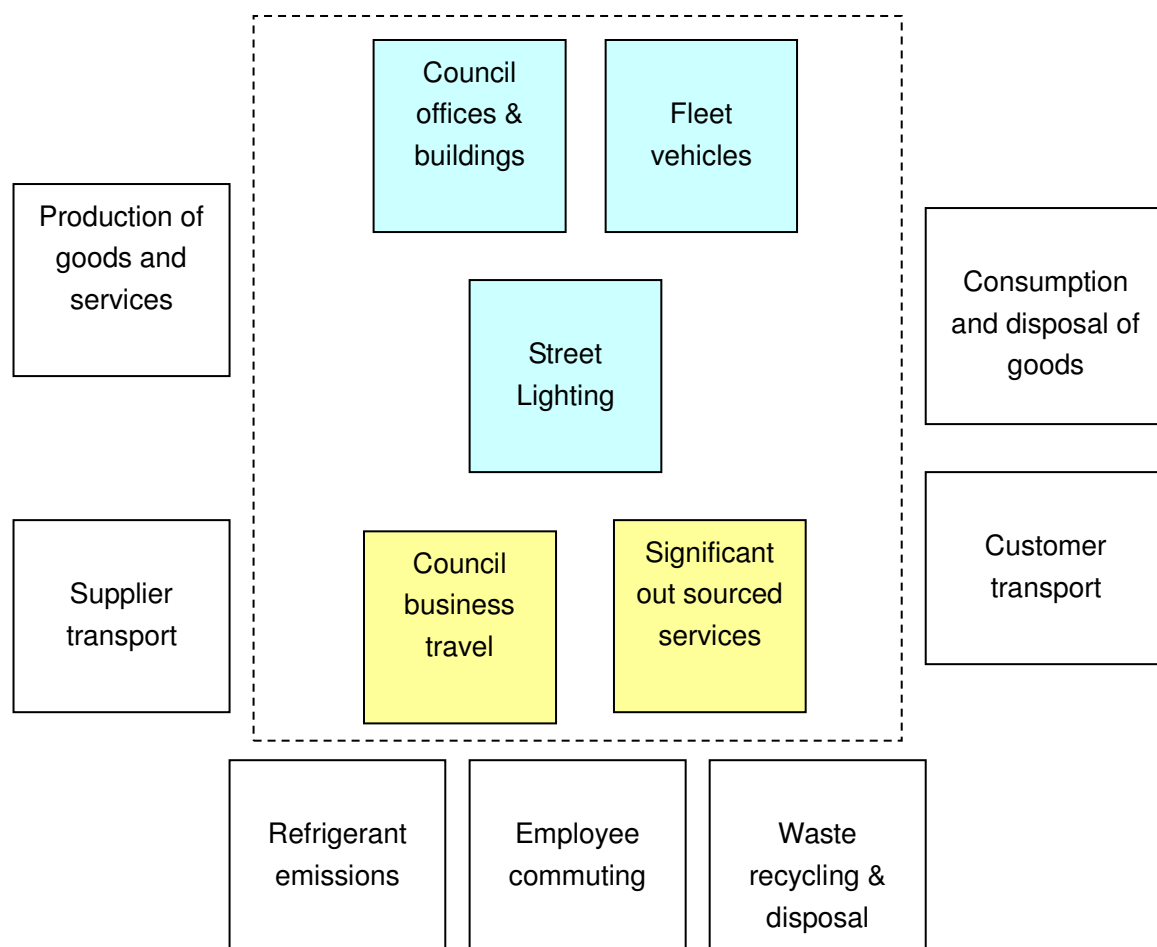 Council
offices &
buildings
Fleet
vehicles
Production of
goods and
services
Consumption
and disposal of
goods
Street
Lighting
Supplier
transport
Council
business
travel
Significant
out sourced
services
Customer
transport
Refrigerant
emissions
Employee
commuting
Waste
recycling &
disposal